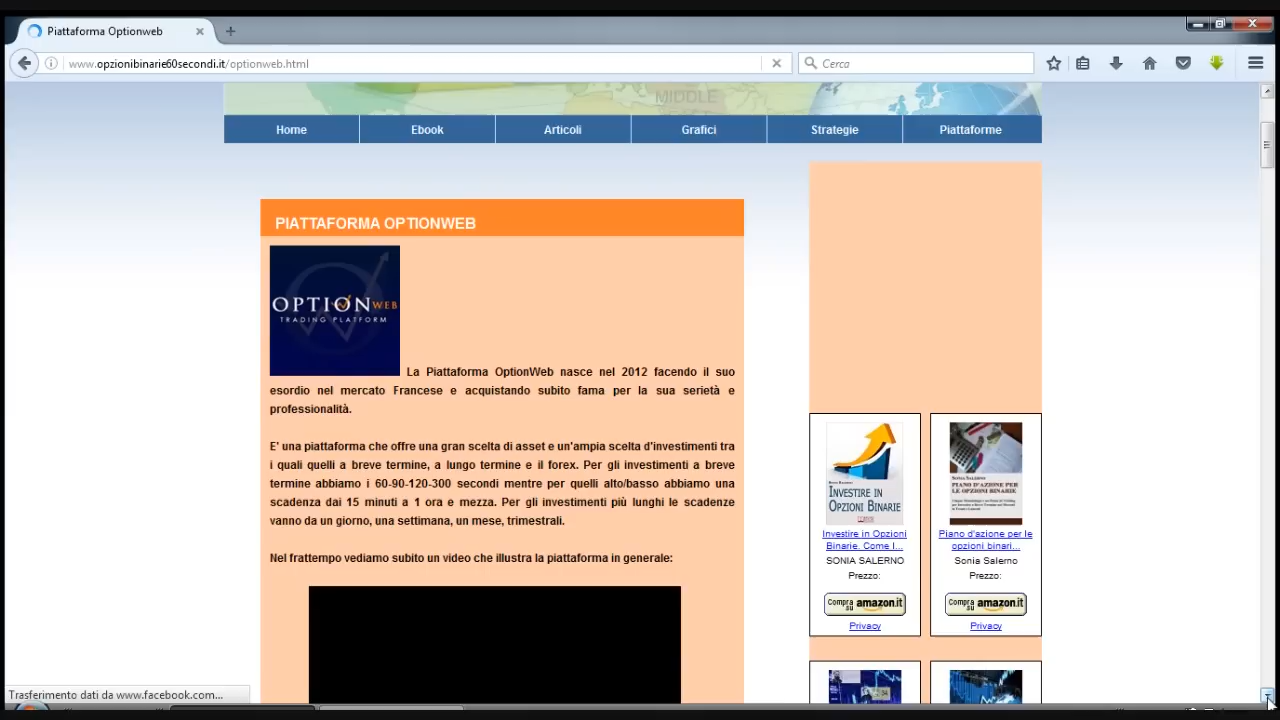 Piattaforma Optionweb
www.opzionibinarie60secondi.it/optionweb.html
Cerca
MIDDLE
Home
Ebook
Articoli
Grafici
Strategie
Piattaforme
PIATTAFORMA OPTIONWEB
OPTION WEB
TRADING PLATFORM
La Piattaforma OptionWeb nasce nel 2012 facendo il suo
esordio nel mercato Francese e acquistando subito fama per la sua serietà e
professionalità.
E' una piattaforma che offre una gran scelta di asset e un'ampia scelta d'investimenti tra
i quali quelli a breve termine, a lungo termine e il forex. Per gli investimenti a breve
termine abbiamo i 60-90-120-300 secondi mentre per quelli alto/basso abbiamo una
scadenza dai 15 minuti a 1 ora e mezza. Per gli investimenti più lunghi le scadenze
vanno da un giorno, una settimana, un mese, trimestrali.
Nel frattempo vediamo subito un video che illustra la piattaforma in generale:
INVESTIRE IN
OPZIONI BINARIE
Investire in Opzioni
Binarie. Come I...
SONIA SALERNO
Prezzo:
Compra su amazon.it
Privacy
SONIA SALERNO
PIANO D'AZIONE PER
LE OPZIONI BINARIE
Piano d'azione per le
opzioni binari...
Sonia Salerno
Prezzo:
Compra su amazon.it
Privacy
Trasferimento dati da www.facebook.com...